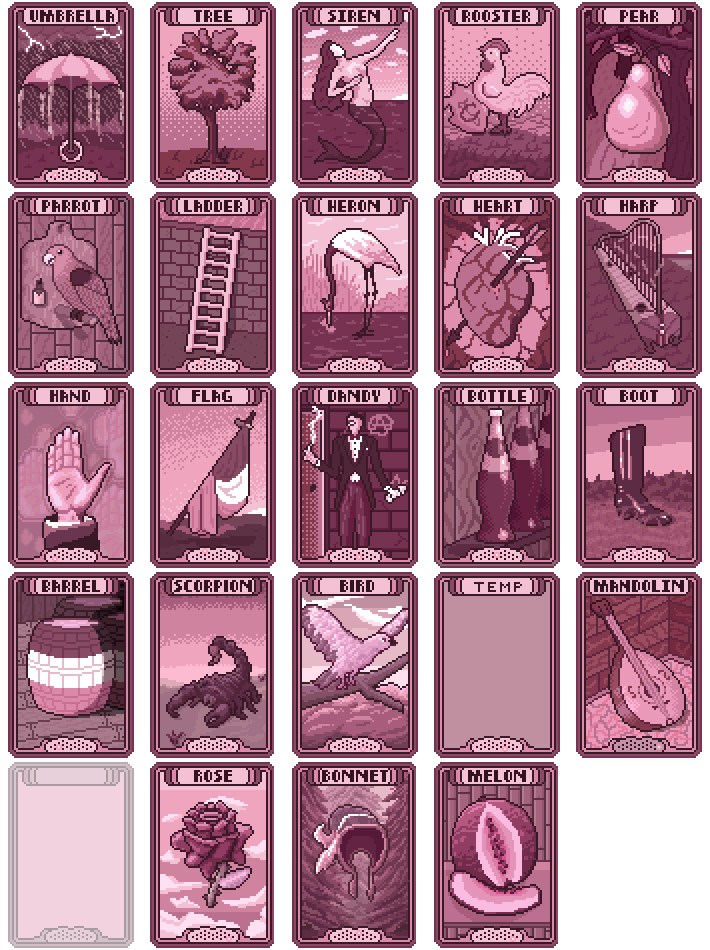 UMBRELLA
TREE
SIREN
ROOSTER
PEAR
PARROT
LADDER
HERON
HEART
HARP
HAND
FLAG
DANDY
BOTTLE
BOOT
BARREL
SCORPION
BIRD
TEMP
MANDOLIN
ROSE
BONNET
MELON